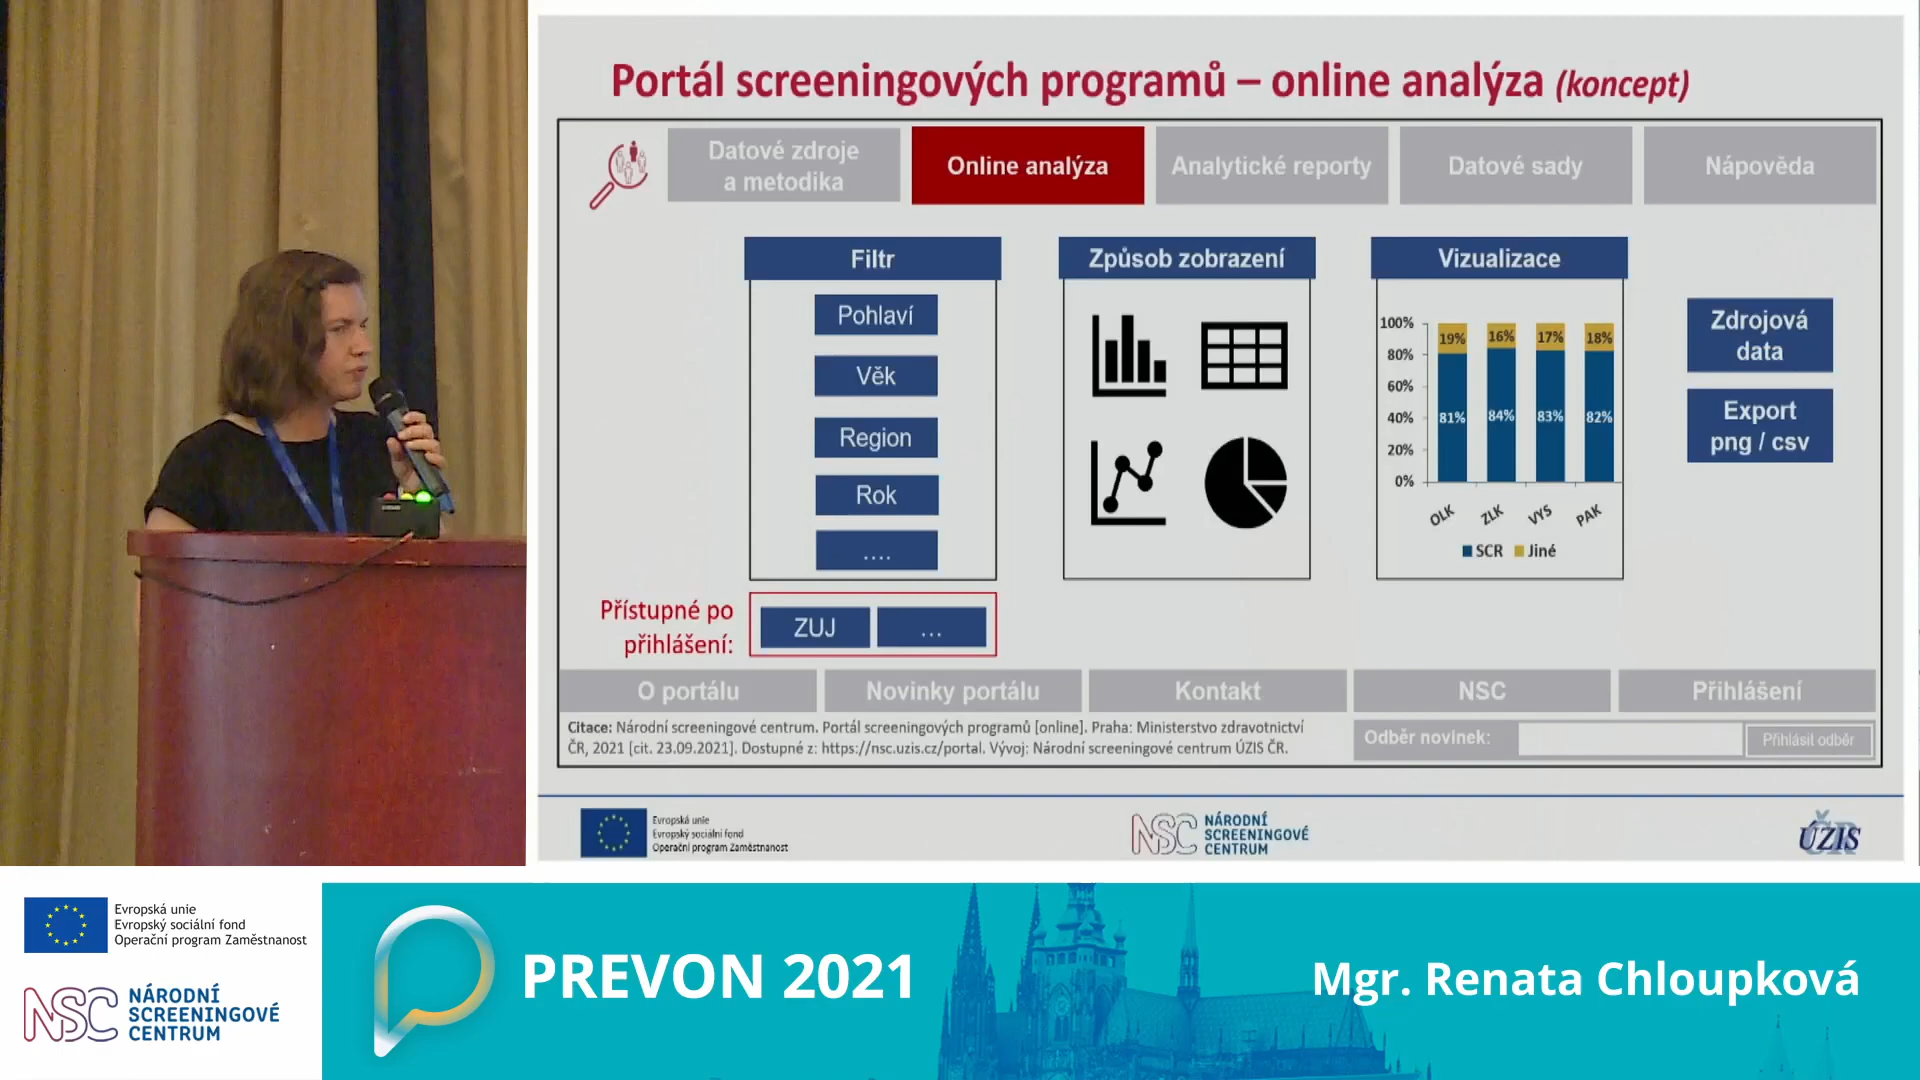 Portál screeningových programů – online analýza (koncept)
Datové zdroje
a metodika
Online analýza
Analytické reporty
Datové sady
Nápověda
Filtr
Pohlaví
Věk
Region
Rok
....
Přístupné po
přihlášení:
ZUJ
...
Způsob zobrazení
Vizualizace
100%
80%
60%
40%
20%
0%
19%
16%
17%
18%
81%
84%
83%
82%
OLK
ZLK
VYS
PAK
SCR
Jiné
Zdrojová
data
Export
png / csv
O portálu
Novinky portálu
Kontakt
NSC
Přihlášení
Citace: Národní screeningové centrum. Portál screeningových programů [online]. Praha: Ministerstvo zdravotnictví
ČR, 2021 [cit. 23.09.2021]. Dostupné z: https://nsc.uzis.cz/portal. Vývoj: Národní screeningové centrum ÚZIS ČR.
Odběr novinek:
Přihlásit odběr
Evropská unie
Evropský sociální fond
Operační program Zaměstnanost
NSC
NÁRODNÍ
SCREENINGOVÉ
CENTRUM
ÚZIS
ČR
Evropská unie
Evropský sociální fond
Operační program Zaměstnanost
NSC
NÁRODNÍ
SCREENINGOVÉ
CENTRUM
PREVON 2021
Mgr. Renata Chloupková